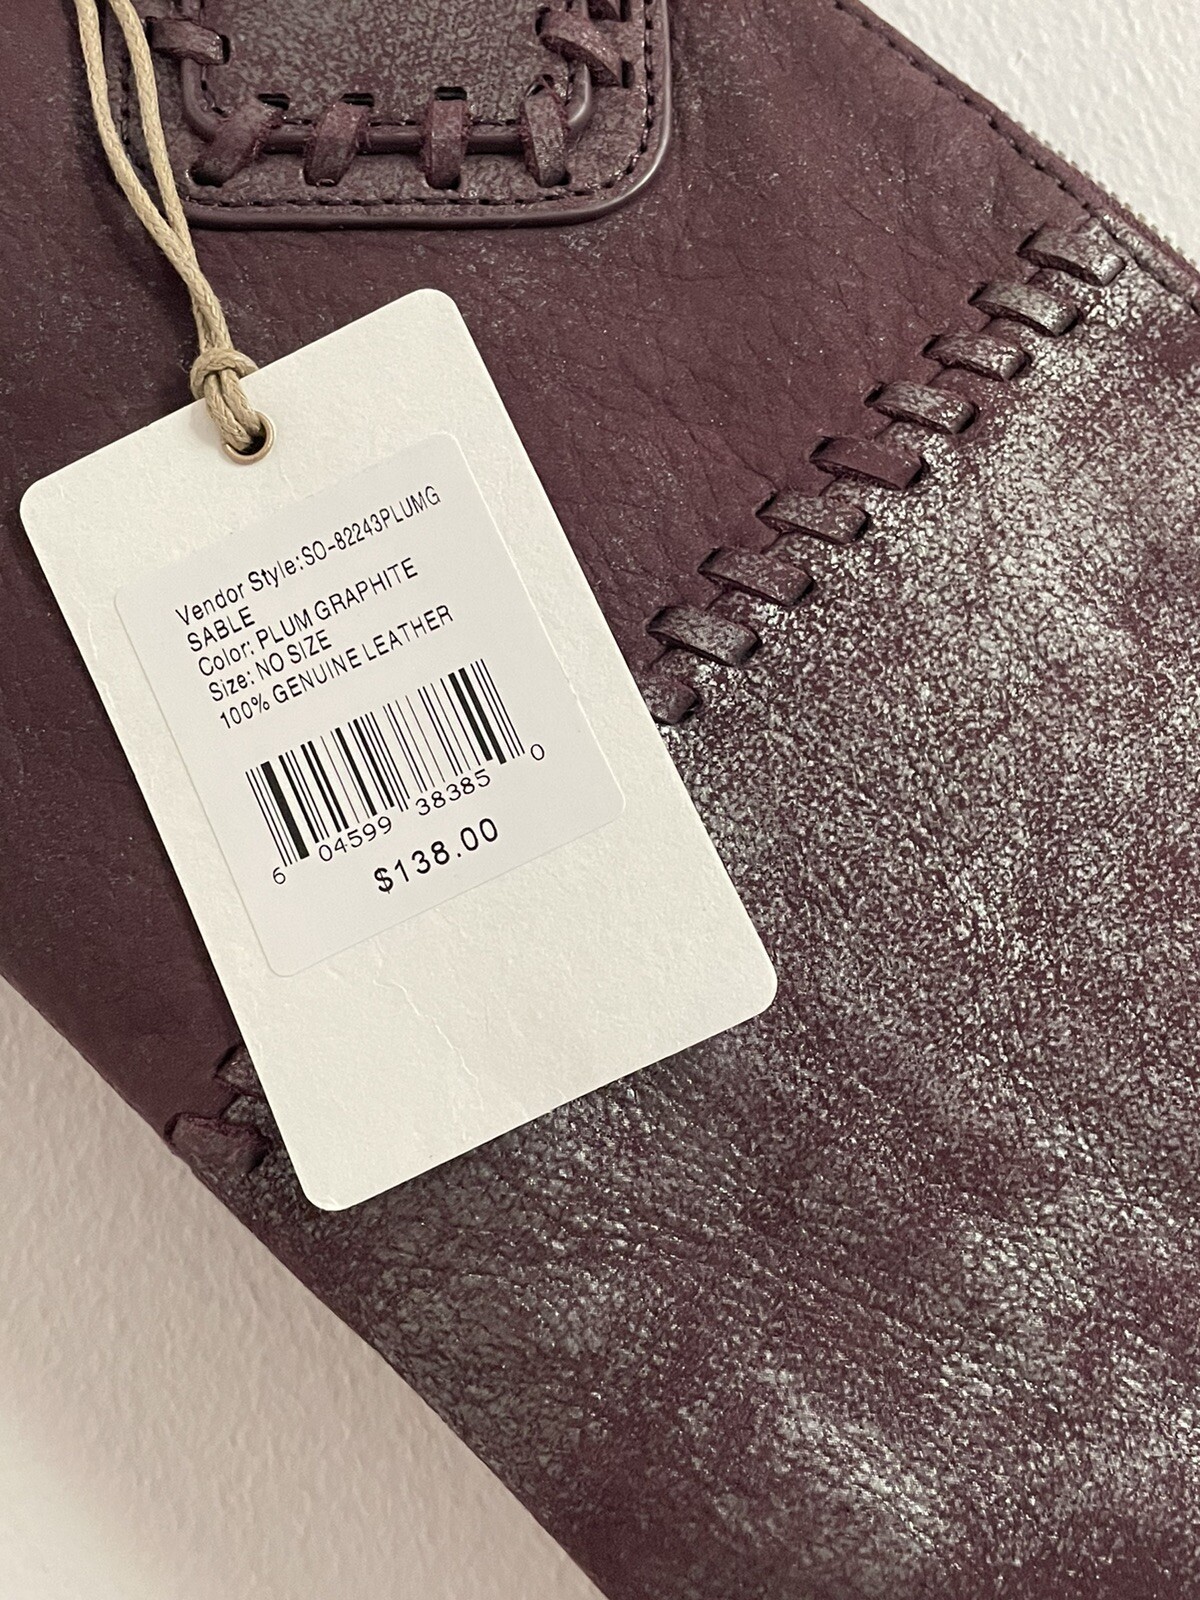 Vendor Style:SO-82243PLUMG
SABLE
Color: PLUM GRAPHITE
Size: NO SIZE
100% GENUINE LEATHER
6 04599 38385 0
$138.00